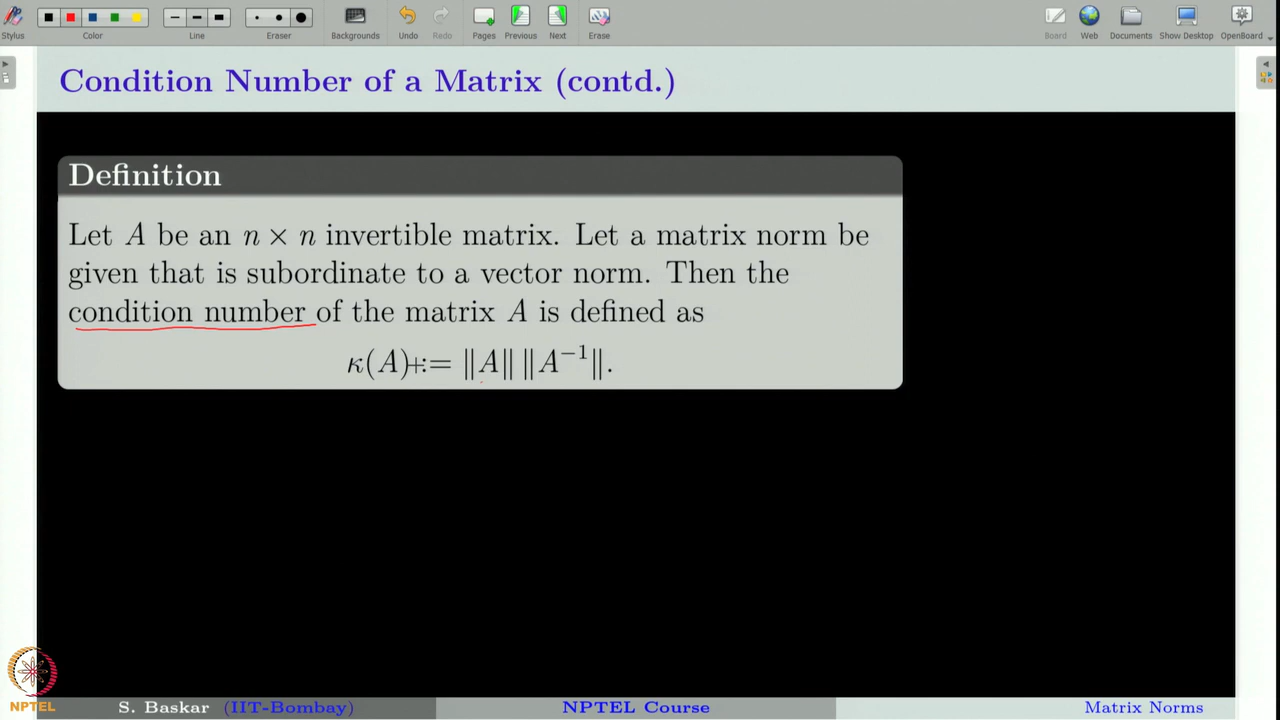 Stylus
Color
Line
Eraser
Backgrounds
Undo
Redo
Pages
Previous
Next
Erase
Board
Web
Documents
Show Desktop
OpenBoard
Condition Number of a Matrix (contd.)
Definition
Let A be an n × n invertible matrix. Let a matrix norm be
given that is subordinate to a vector norm. Then the
condition number of the matrix A is defined as
κ(A) := ‖A‖ ‖A⁻¹‖.
NPTEL
S. Baskar (IIT-Bombay)
NPTEL Course
Matrix Norms